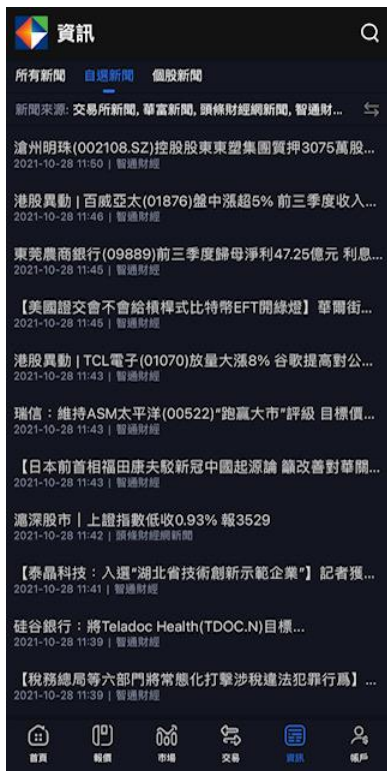 資訊
所有新聞 自選新聞 個股新聞
新聞來源: 交易所新聞, 華富新聞, 頭條財經網新聞, 智通財...
滄州明珠(002108.SZ)控股股東東塑集團質押3075萬股...
2021-10-28 11:50 | 智通財經
港股異動 | 百威亞太(01876)盤中漲超5% 前三季度收入...
2021-10-28 11:46 | 智通財經
東莞農商銀行(09889)前三季度歸母淨利47.25億元 利息...
2021-10-28 11:45 | 智通財經
【美國證交會不會給槓桿式比特幣EFT開綠燈】華爾街...
2021-10-28 11:45 | 智通財經
港股異動 | TCL電子(01070)放量大漲8% 谷歌提高對公...
2021-10-28 11:43 | 智通財經
瑞信：維持ASM太平洋(00522)“跑贏大市”評級 目標價...
2021-10-28 11:43 | 智通財經
【日本前首相福田康夫駁新冠中國起源論 籲改善對華關...
2021-10-28 11:43 | 智通財經
滬深股市｜上證指數低收0.93% 報3529
2021-10-28 11:42 | 頭條財經網新聞
【泰晶科技：入選“湖北省技術創新示範企業”】記者獲...
2021-10-28 11:41 | 智通財經
硅谷銀行：將Teladoc Health(TDOC.N)目標...
2021-10-28 11:39 | 智通財經
【稅務總局等六部門將常態化打擊涉稅違法犯罪行爲】...
2021-10-28 11:39 | 智通財經
首頁 報價 市場 交易 資訊 帳戶